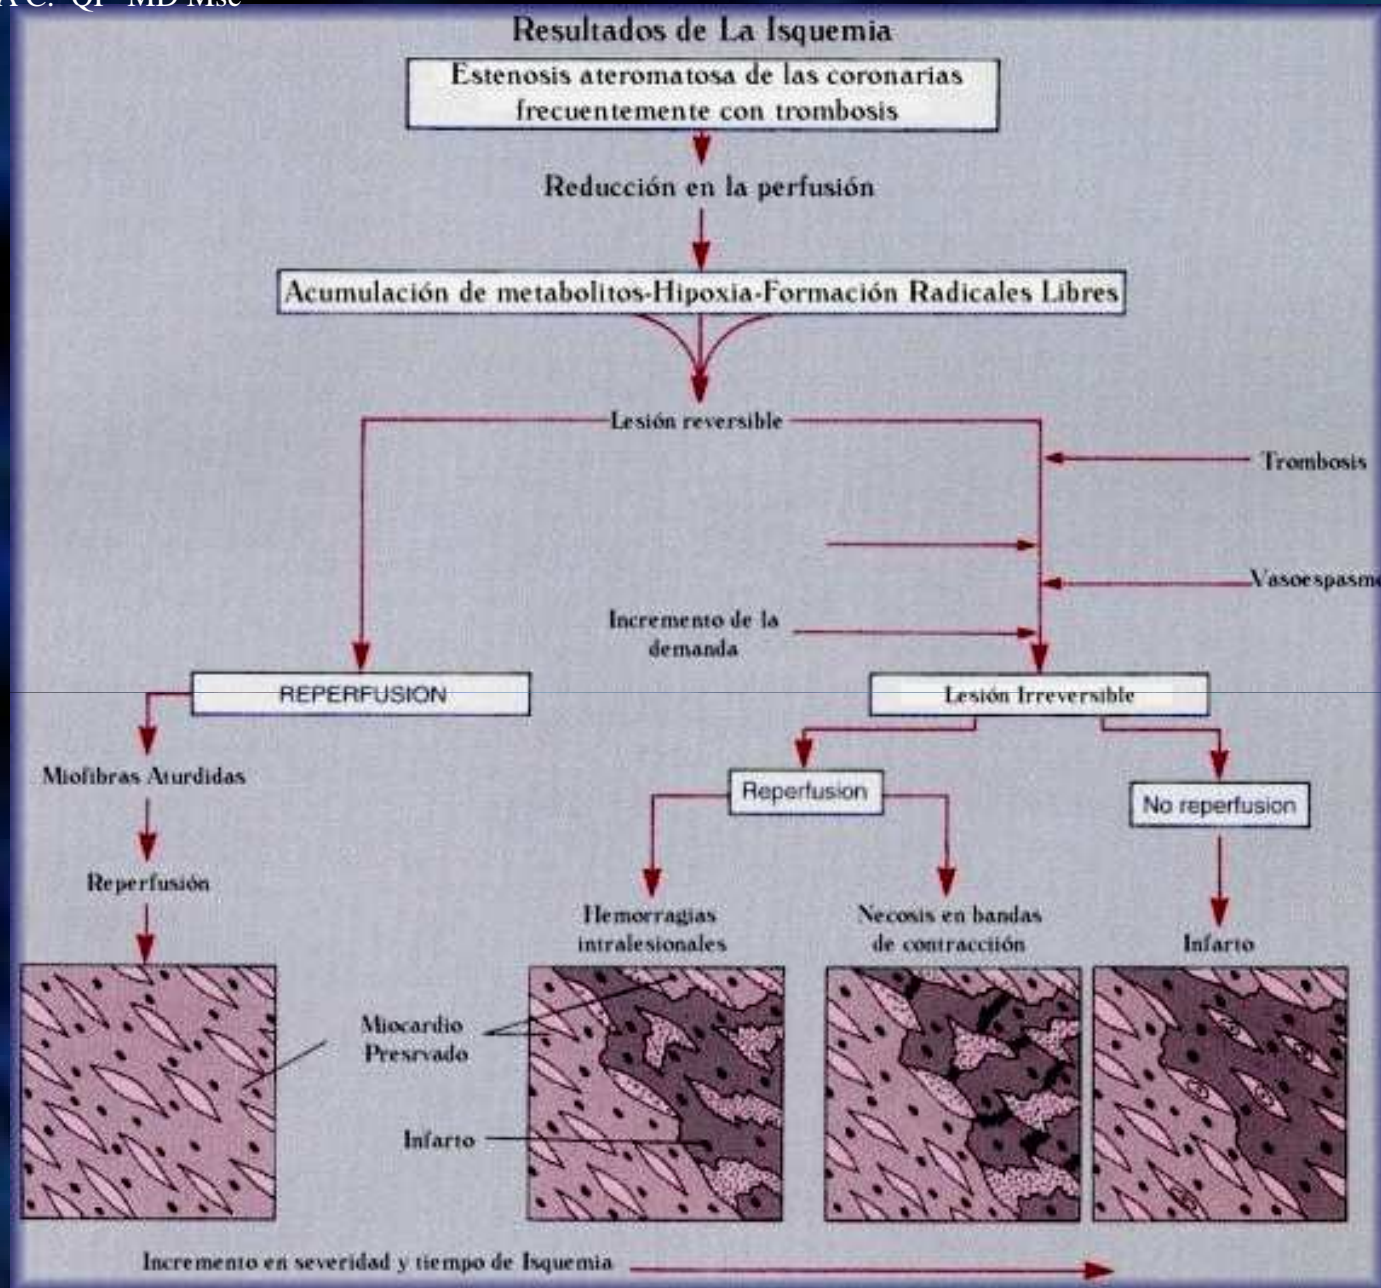 Resultados de La Isquemia
Estenosis ateromatosa de las coronarias
frecuentemente con trombosis
Reducción en la perfusión
Acumulación de metabolitos-Hipoxia-Formación Radicales Libres
Lesión reversible
Trombosis
Vasoespasmo
Incremento de la
demanda
REPERFUSION
Lesión Irreversible
Miofibras Aturdidas
Reperfusion
No reperfusion
Reperfusión
Hemorragias
intralesionales
Necosis en bandas
de contracciión
Infarto
Miocardio
Presrvado
Infarto
Incremento en severidad y tiempo de Isquemia